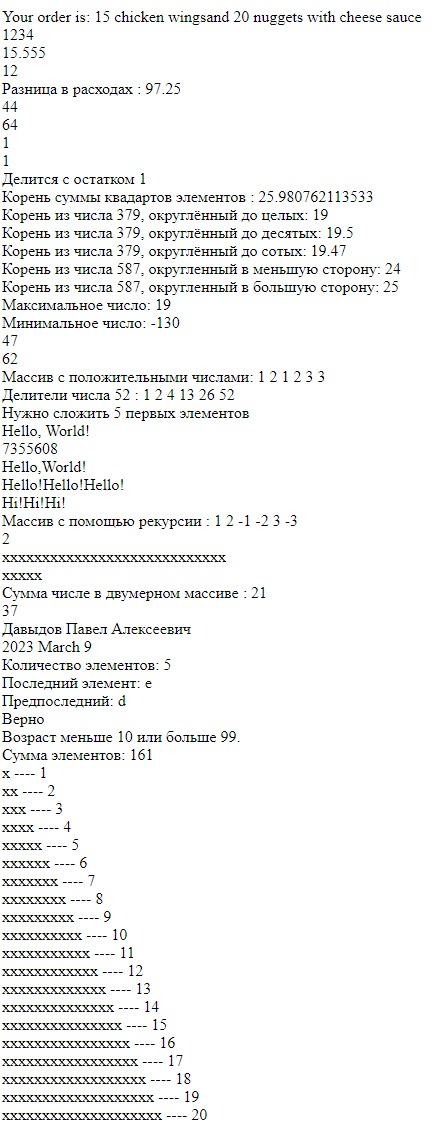 Your order is: 15 chicken wingsand 20 nuggets with cheese sauce
1234
15.555
12
Разница в расходах : 97.25
44
64
1
1
Делится с остатком 1
Корень суммы квадартов элементов : 25.980762113533
Корень из числа 379, округлённый до целых: 19
Корень из числа 379, округлённый до десятых: 19.5
Корень из числа 379, округлённый до сотых: 19.47
Корень из числа 587, округленный в меньшую сторону: 24
Корень из числа 587, округленный в большую сторону: 25
Максимальное число: 19
Минимальное число: -130
47
62
Массив с положительными числами: 1 2 1 2 3 3
Делители числа 52 : 1 2 4 13 26 52
Нужно сложить 5 первых элементов
Hello, World!
7355608
Hello,World!
Hello!Hello!Hello!
Hi!Hi!Hi!
Массив с помощью рекурсии : 1 2 -1 -2 3 -3
2
xxxxxxxxxxxxxxxxxxxxxxxxxxxx
xxxxx
Сумма числе в двумерном массиве : 21
37
Давыдов Павел Алексеевич
2023 March 9
Количество элементов: 5
Последний элемент: e
Предпоследний: d
Верно
Возраст меньше 10 или больше 99.
Сумма элементов: 161
x ---- 1
xx ---- 2
xxx ---- 3
xxxx ---- 4
xxxxx ---- 5
xxxxxx ---- 6
xxxxxxx ---- 7
xxxxxxxx ---- 8
xxxxxxxxx ---- 9
xxxxxxxxxx ---- 10
xxxxxxxxxxx ---- 11
xxxxxxxxxxxx ---- 12
xxxxxxxxxxxxx ---- 13
xxxxxxxxxxxxxx ---- 14
xxxxxxxxxxxxxxx ---- 15
xxxxxxxxxxxxxxxx ---- 16
xxxxxxxxxxxxxxxxx ---- 17
xxxxxxxxxxxxxxxxxx ---- 18
xxxxxxxxxxxxxxxxxxx ---- 19
xxxxxxxxxxxxxxxxxxxx ---- 20